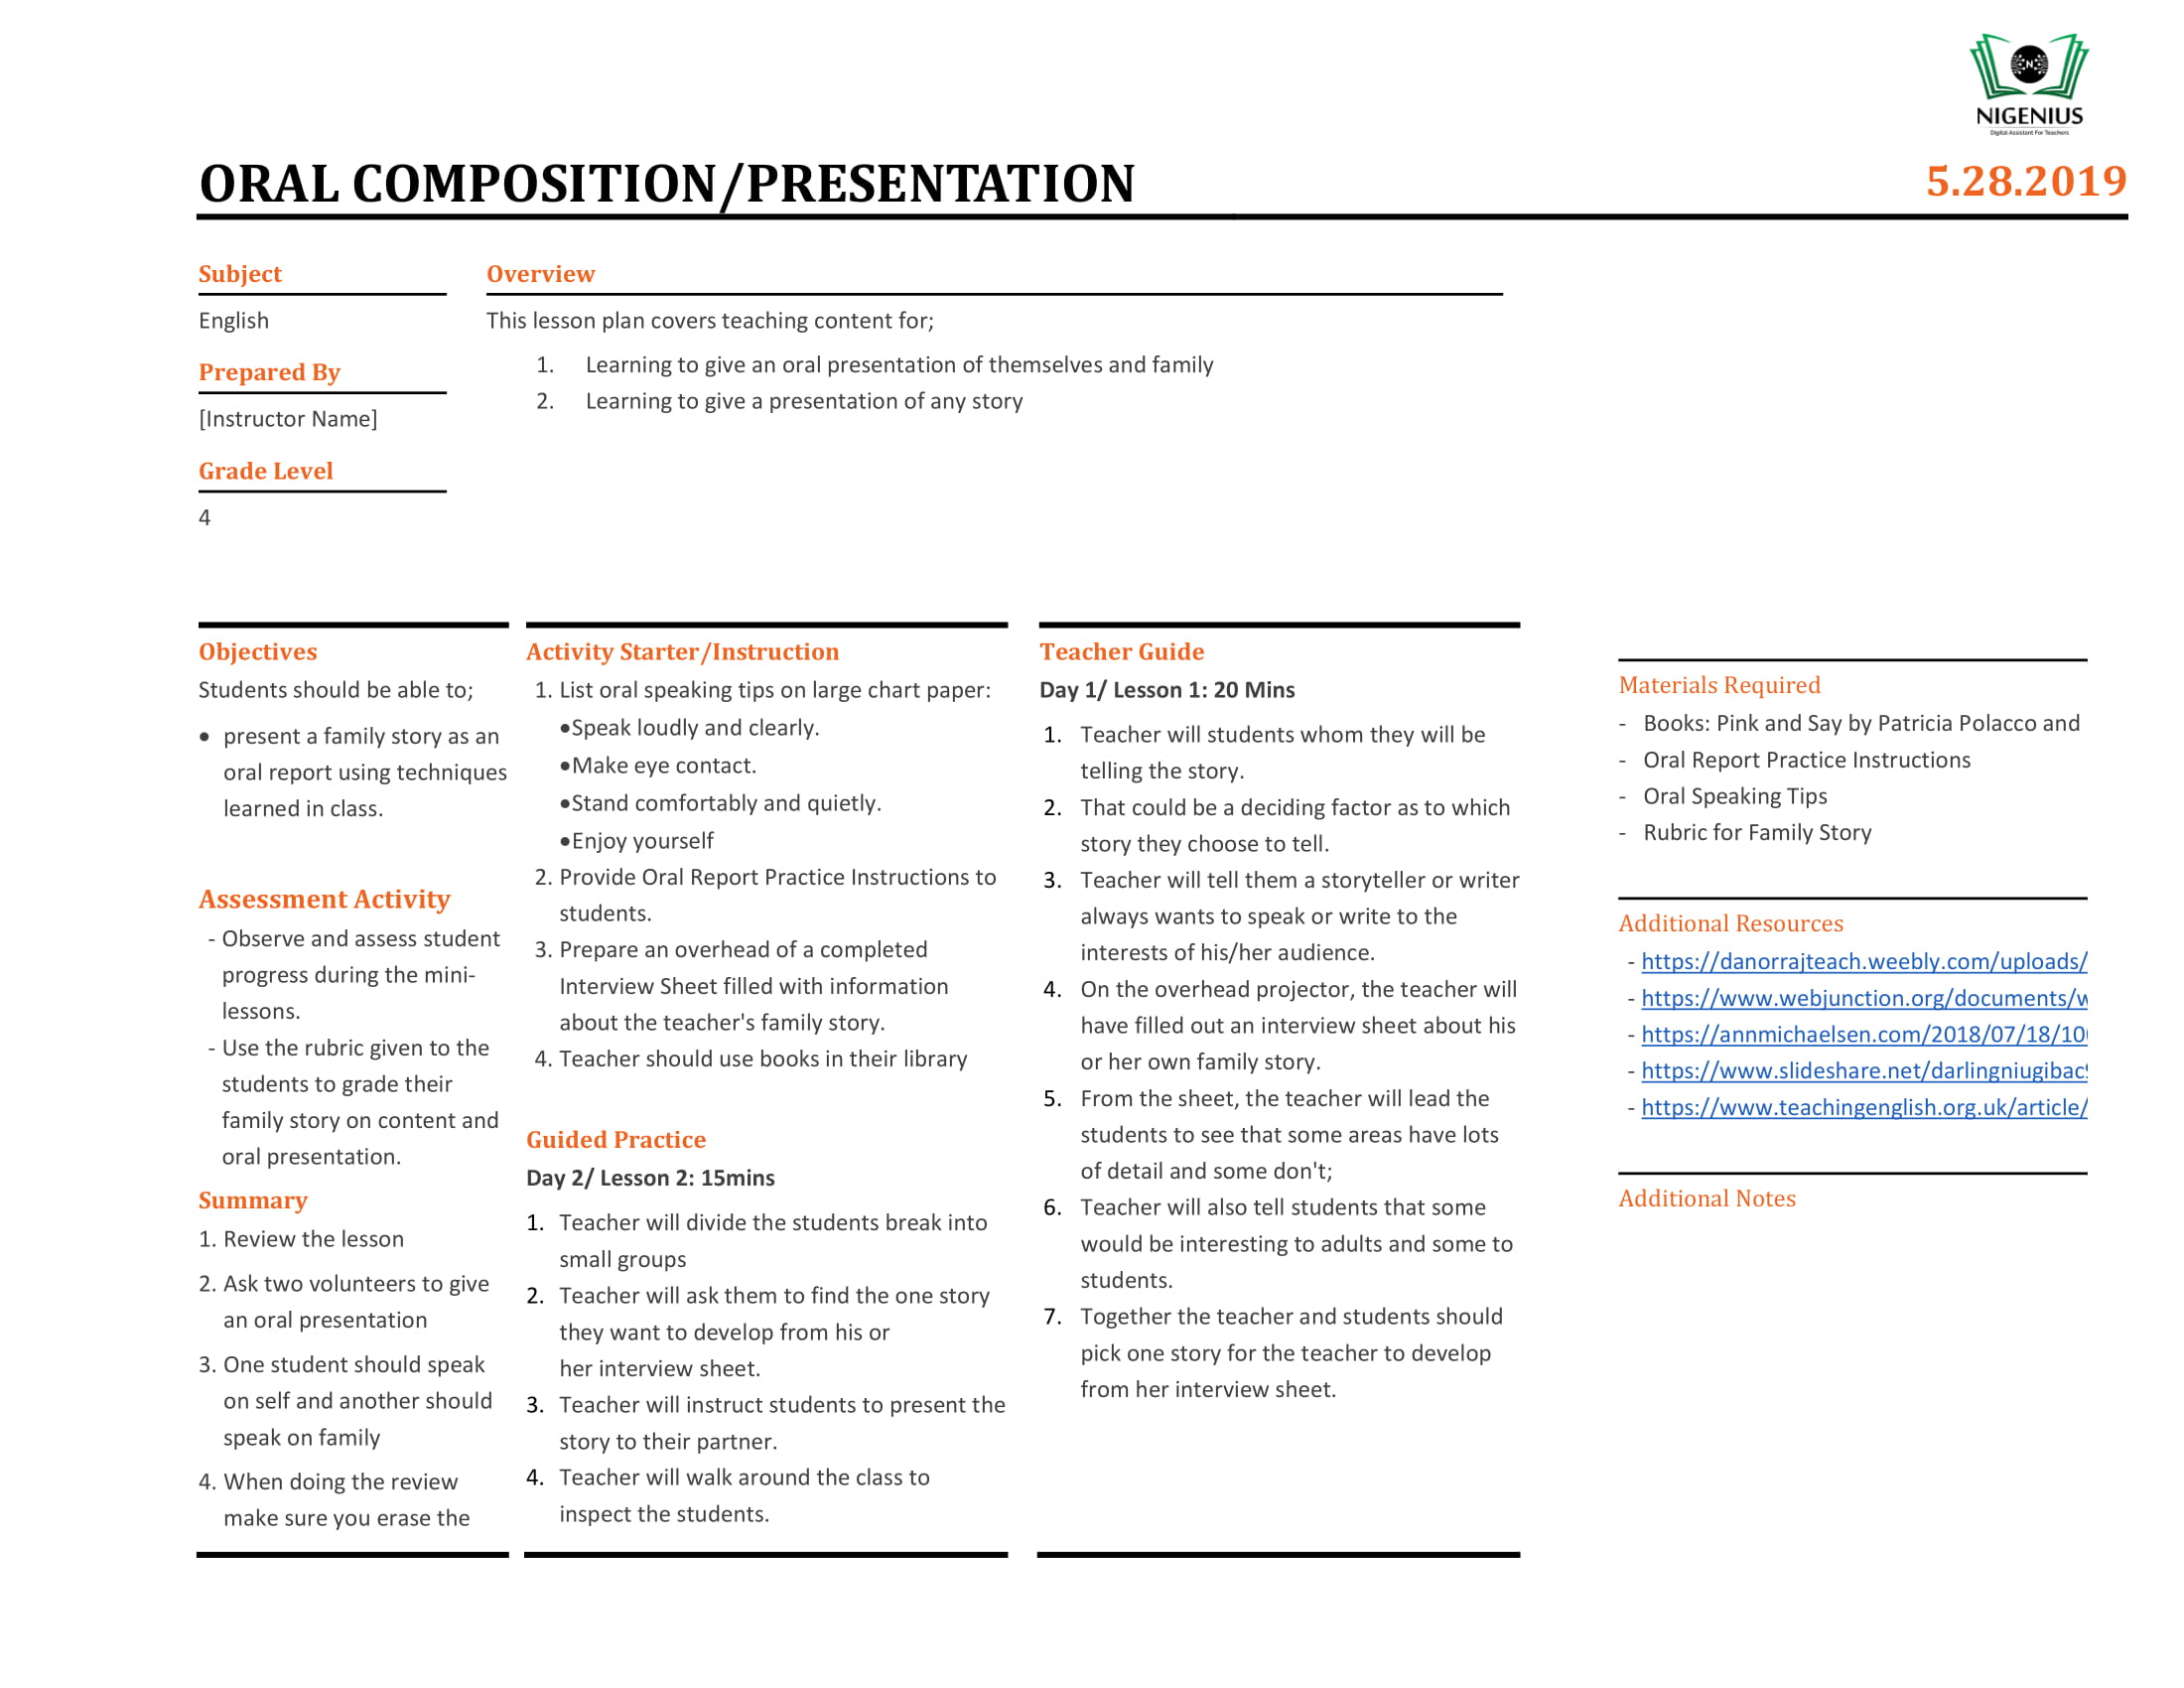 NIGENIUS
Digital Assistant For Teachers
ORAL COMPOSITION/PRESENTATION
5.28.2019
Subject
English
Prepared By
[Instructor Name]
Grade Level
4
Overview
This lesson plan covers teaching content for;
1. Learning to give an oral presentation of themselves and family
2. Learning to give a presentation of any story
Objectives
Students should be able to;
• present a family story as an
oral report using techniques
learned in class.
Assessment Activity
- Observe and assess student
progress during the mini-
lessons.
- Use the rubric given to the
students to grade their
family story on content and
oral presentation.
Summary
1. Review the lesson
2. Ask two volunteers to give
an oral presentation
3. One student should speak
on self and another should
speak on family
4. When doing the review
make sure you erase the
Activity Starter/Instruction
1. List oral speaking tips on large chart paper:
•Speak loudly and clearly.
•Make eye contact.
•Stand comfortably and quietly.
•Enjoy yourself
2. Provide Oral Report Practice Instructions to
students.
3. Prepare an overhead of a completed
Interview Sheet filled with information
about the teacher's family story.
4. Teacher should use books in their library
Guided Practice
Day 2/ Lesson 2: 15mins
1. Teacher will divide the students break into
small groups
2. Teacher will ask them to find the one story
they want to develop from his or
her interview sheet.
3. Teacher will instruct students to present the
story to their partner.
4. Teacher will walk around the class to
inspect the students.
Teacher Guide
Day 1/ Lesson 1: 20 Mins
1. Teacher will students whom they will be
telling the story.
2. That could be a deciding factor as to which
story they choose to tell.
3. Teacher will tell them a storyteller or writer
always wants to speak or write to the
interests of his/her audience.
4. On the overhead projector, the teacher will
have filled out an interview sheet about his
or her own family story.
5. From the sheet, the teacher will lead the
students to see that some areas have lots
of detail and some don't;
6. Teacher will also tell students that some
would be interesting to adults and some to
students.
7. Together the teacher and students should
pick one story for the teacher to develop
from her interview sheet.
Materials Required
- Books: Pink and Say by Patricia Polacco and
- Oral Report Practice Instructions
- Oral Speaking Tips
- Rubric for Family Story
Additional Resources
- https://danorrajteach.weebly.com/uploads/
- https://www.webjunction.org/documents/w
- https://annmichaelsen.com/2018/07/18/10
- https://www.slideshare.net/darlingniugibac
- https://www.teachingenglish.org.uk/article/
Additional Notes